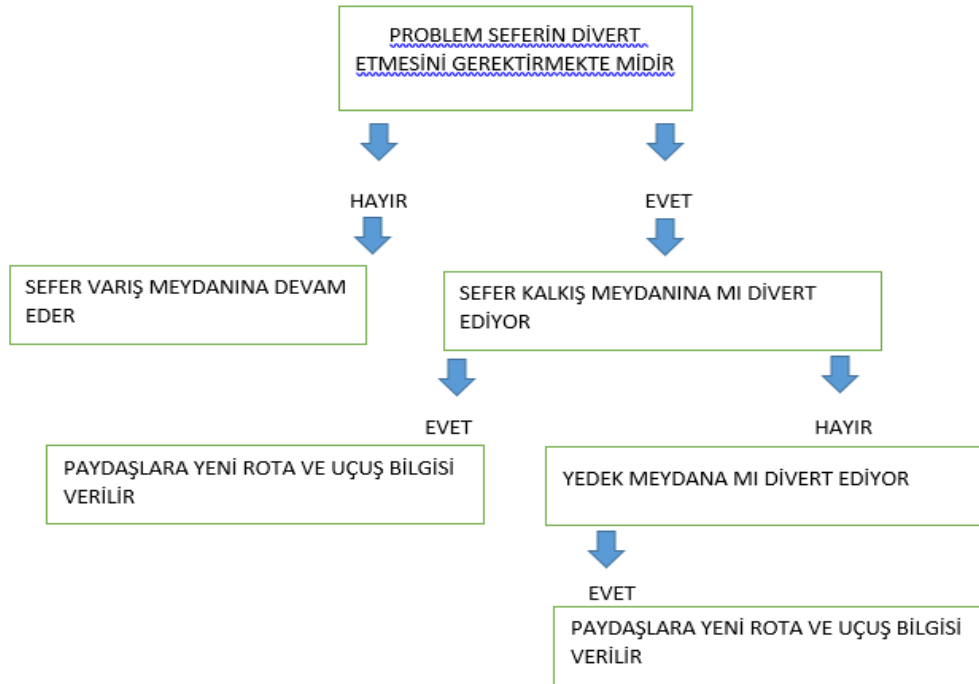 PROBLEM SEFERİN DİVERT
ETMESİNİ GEREKTİRMEKTE MİDİR
HAYIR
EVET
SEFER VARIŞ MEYDANINA DEVAM
EDER
SEFER KALKIŞ MEYDANINA MI DİVERT
EDİYOR
EVET
HAYIR
PAYDAŞLARA YENİ ROTA VE UÇUŞ BİLGİSİ
VERİLİR
YEDEK MEYDANA MI DİVERT EDİYOR
EVET
PAYDAŞLARA YENİ ROTA VE UÇUŞ BİLGİSİ
VERİLİR